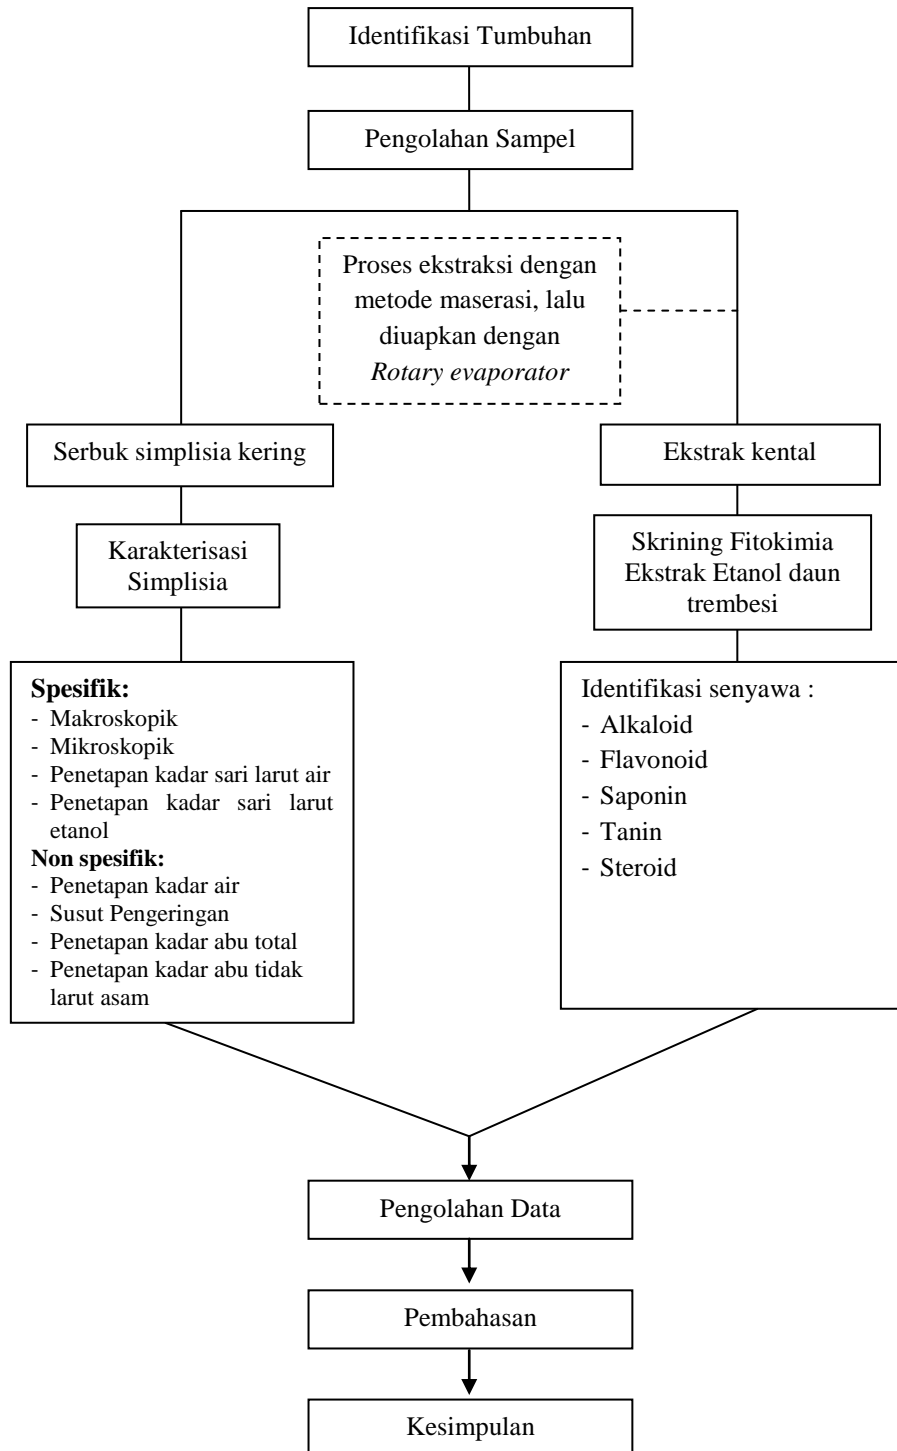 Identifikasi Tumbuhan
Pengolahan Sampel
Proses ekstraksi dengan
metode maserasi, lalu
diuapkan dengan
Rotary evaporator
Serbuk simplisia kering
Ekstrak kental
Karakterisasi
Simplisia
Skrining Fitokimia
Ekstrak Etanol daun
trembesi
Spesifik:
- Makroskopik
- Mikroskopik
- Penetapan kadar sari larut air
- Penetapan kadar sari larut
etanol
Non spesifik:
- Penetapan kadar air
- Susut Pengeringan
- Penetapan kadar abu total
- Penetapan kadar abu tidak
larut asam
Identifikasi senyawa :
- Alkaloid
- Flavonoid
- Saponin
- Tanin
- Steroid
Pengolahan Data
Pembahasan
Kesimpulan